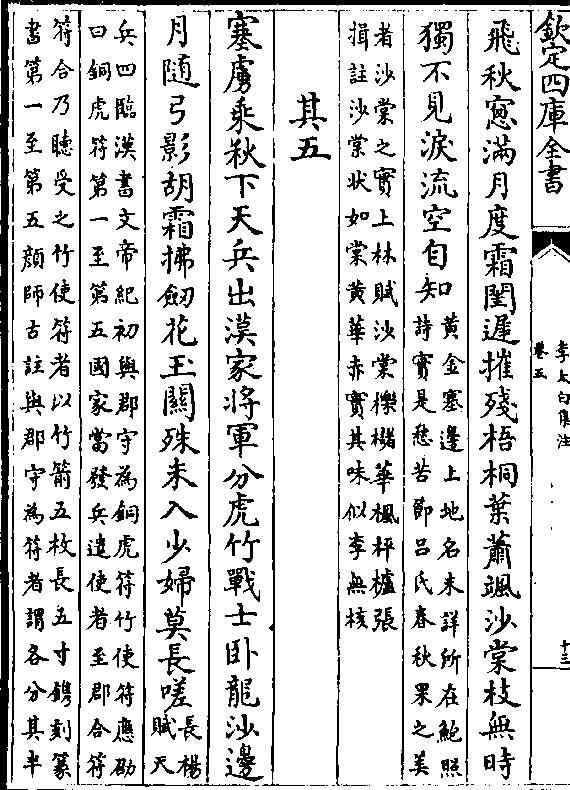 欽定四庫全書
李太白集注
卷五
十三
飛秋窻滿月度霜閨遲摧殘梧桐葉蕭颯沙棠枝無時
獨不見淚流空自知
黃金塞邊上地名未詳所在鮑照
詩實是愁苦節吕氏春秋果之美
者沙棠之實上林賦沙棠櫟櫧華楓枰櫨張
揖註沙棠狀如棠黃華赤實其味似李無核
其五
塞虜乘秋下天兵出漢家將軍分虎竹戰士卧龍沙邊
月隨弓影胡霜拂劒花玉關殊未入少婦莫長嗟
長楊
賦天
兵四臨漢書文帝紀初與郡守為銅虎符竹使符應劭
曰銅虎符第一至第五國家當發兵遣使者至郡合符
符合乃聽受之竹使符者以竹箭五枚長五寸鐫刻篆
書第一至第五顔師古註與郡守為符者謂各分其半